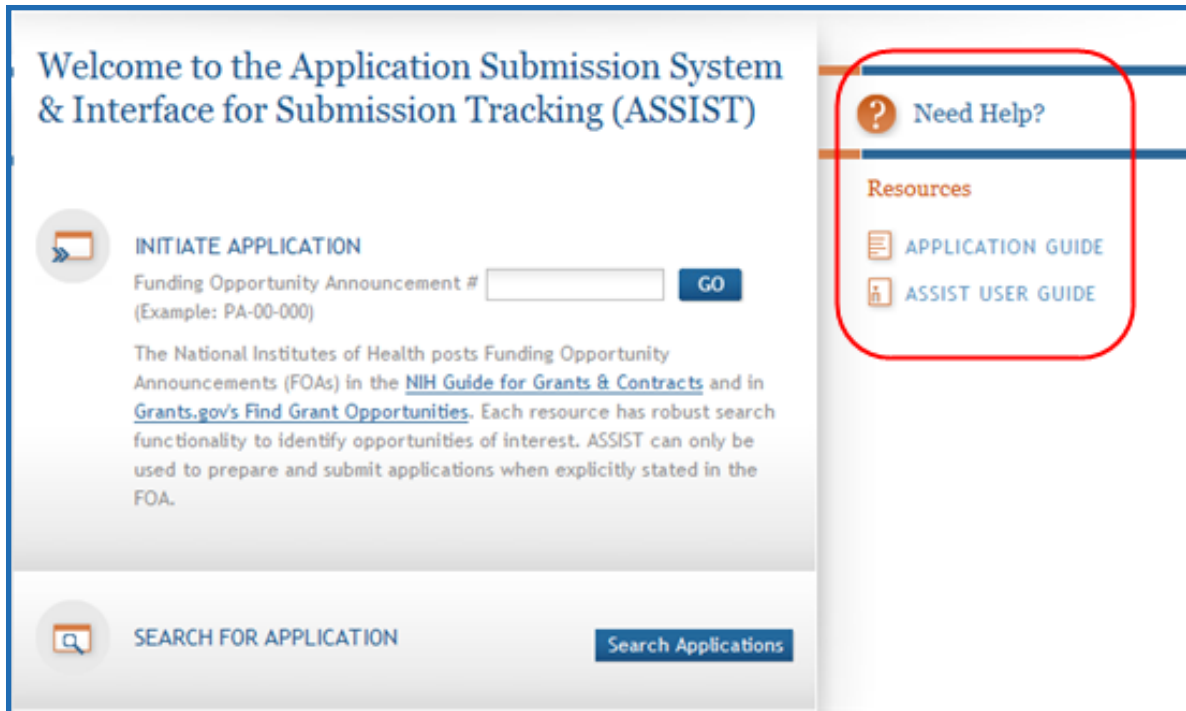 Welcome to the Application Submission System
& Interface for Submission Tracking (ASSIST)
INITIATE APPLICATION
Funding Opportunity Announcement #
GO
(Example: PA-00-000)
The National Institutes of Health posts Funding Opportunity
Announcements (FOAs) in the NIH Guide for Grants & Contracts and in
Grants.gov's Find Grant Opportunities. Each resource has robust search
functionality to identify opportunities of interest. ASSIST can only be
used to prepare and submit applications when explicitly stated in the
FOA.
SEARCH FOR APPLICATION
Search Applications
? Need Help?
Resources
APPLICATION GUIDE
ASSIST USER GUIDE